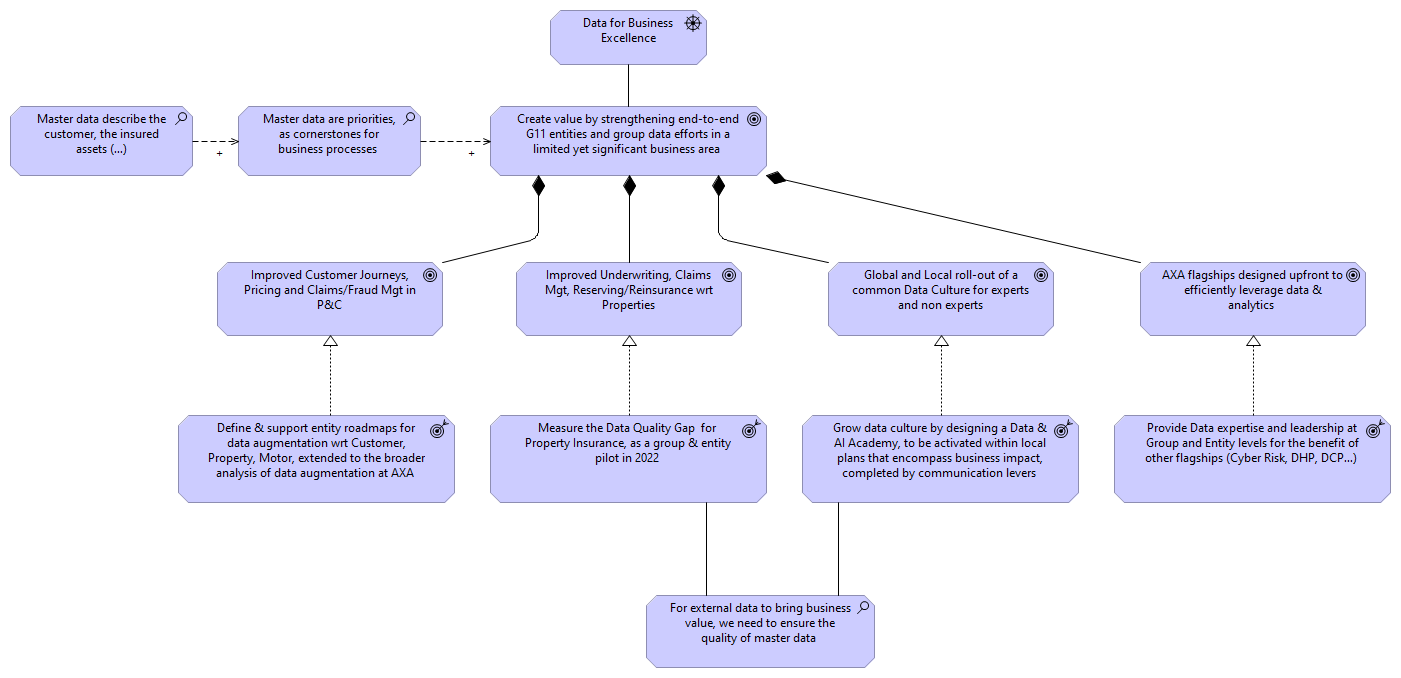 Data for Business
Excellence
Master data describe the
customer, the insured
assets (...)
+
Master data are priorities,
as cornerstones for
business processes
+
Create value by strengthening end-to-end
G11 entities and group data efforts in a
limited yet significant business area
Improved Customer Journeys,
Pricing and Claims/Fraud Mgt in
P&C
Improved Underwriting, Claims
Mgt, Reserving/Reinsurance wrt
Properties
Global and Local roll-out of a
common Data Culture for experts
and non experts
AXA flagships designed upfront to
efficiently leverage data &
analytics
Define & support entity roadmaps for
data augmentation wrt Customer,
Property, Motor, extended to the broader
analysis of data augmentation at AXA
Measure the Data Quality Gap  for
Property Insurance, as a group & entity
pilot in 2022
Grow data culture by designing a Data &
AI Academy, to be activated within local
plans that encompass business impact,
completed by communication levers
Provide Data expertise and leadership at
Group and Entity levels for the benefit of
other flagships (Cyber Risk, DHP, DCP...)
For external data to bring business
value, we need to ensure the
quality of master data